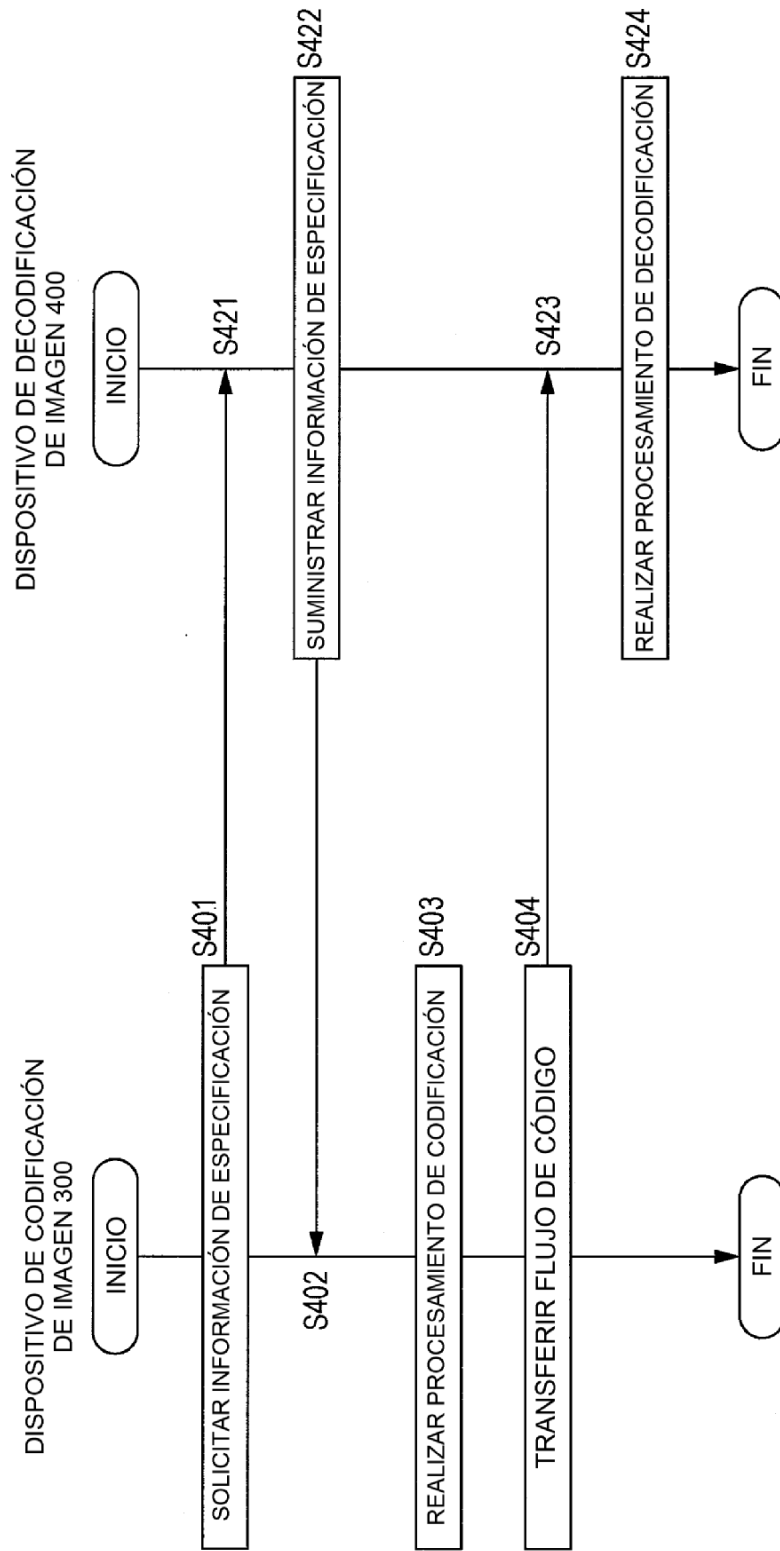 DISPOSITIVO DE CODIFICACIÓN
DE IMAGEN 300
INICIO
SOLICITAR INFORMACIÓN DE ESPECIFICACIÓN
S401
S402
REALIZAR PROCESAMIENTO DE CODIFICACIÓN
S403
TRANSFERIR FLUJO DE CÓDIGO
S404
FIN
DISPOSITIVO DE DECODIFICACIÓN
DE IMAGEN 400
INICIO
S421
SUMINISTRAR INFORMACIÓN DE ESPECIFICACIÓN
S422
S423
REALIZAR PROCESAMIENTO DE DECODIFICACIÓN
S424
FIN